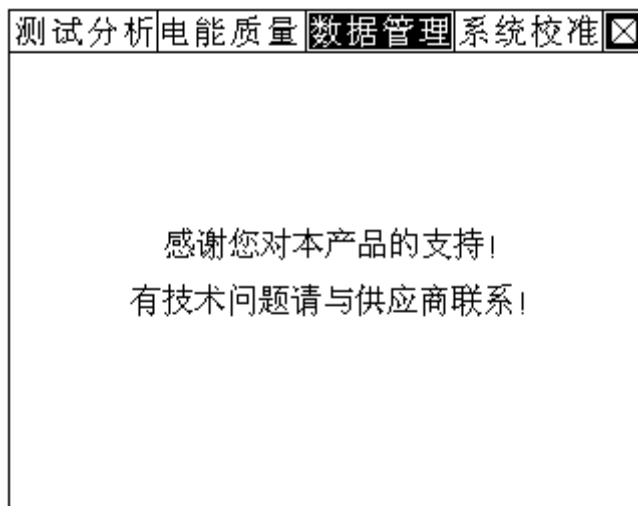 测试分析 电能质量 数据管理 系统校准
感谢您对本产品的支持!
有技术问题请与供应商联系!